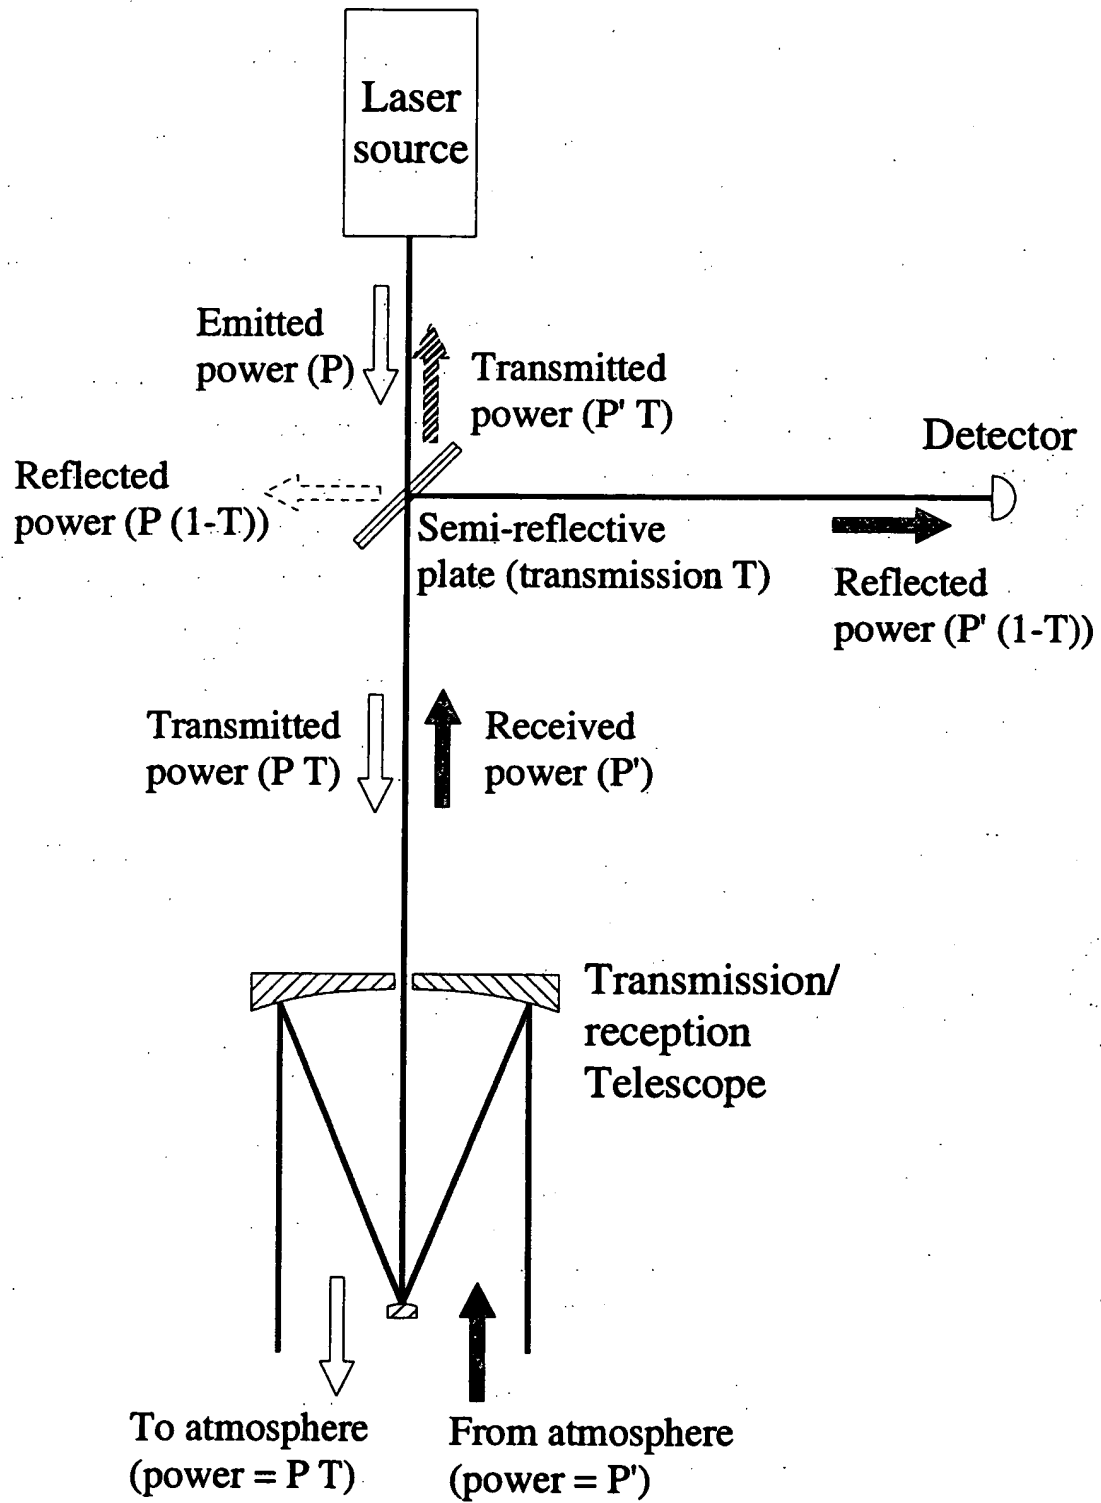 Laser
source
Emitted
power (P)
Transmitted
power (P' T)
Detector
Reflected
power (P (1-T))
Semi-reflective
plate (transmission T)
Reflected
power (P' (1-T))
Transmitted
power (P T)
Received
power (P')
Transmission/
reception
Telescope
To atmosphere
(power = P T)
From atmosphere
(power = P')